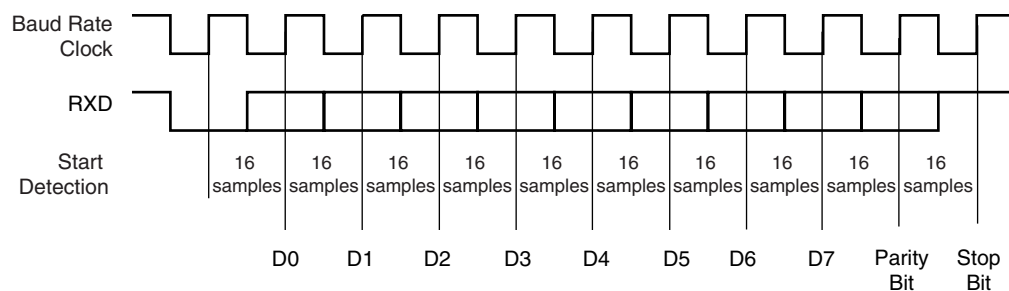 Baud Rate
Clock
RXD
Start
Detection
16 16 16 16 16 16 16 16 16 16
samples samples samples samples samples samples samples samples samples samples
D0 D1 D2 D3 D4 D5 D6 D7 Parity Stop
Bit Bit